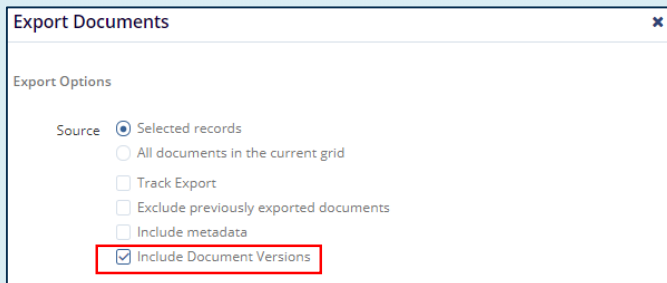 Export Documents
Export Options
Source Selected records
All documents in the current grid
Track Export
Exclude previously exported documents
Include metadata
Include Document Versions